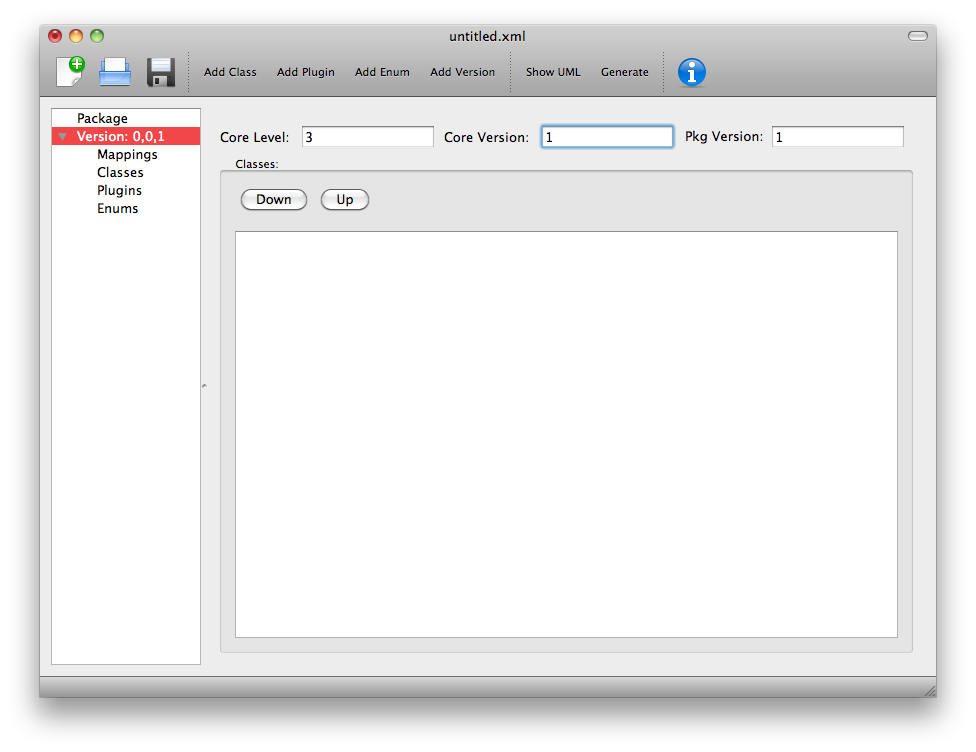 untitled.xml
Add Class Add Plugin Add Enum Add Version Show UML Generate
Package
Version: 0,0,1
Mappings
Classes
Plugins
Enums
Core Level: 3 Core Version: 1 Pkg Version: 1
Classes:
Down Up